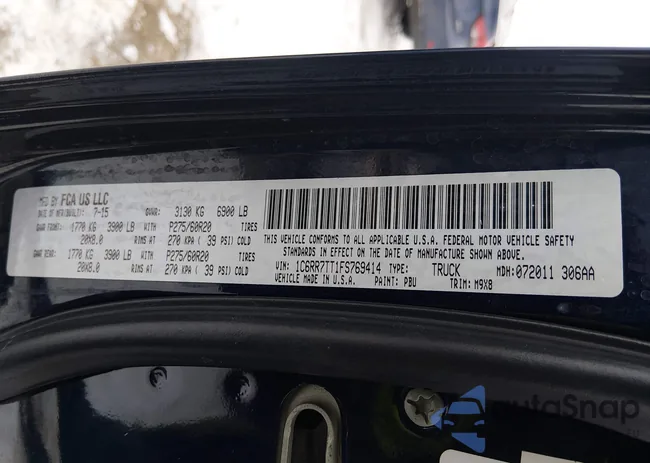 MFD BY FCA US LLC
DATE OF MFR(BUILT): 7-15 GVWR: 3130 KG 6900 LB
GAWR FRONT: 1770 KG 3900 LB WITH P275/60R20 TIRES
20X8.0 RIMS AT 270 KPA ( 39 PSI) COLD
GAWR REAR: 1770 KG 3900 LB WITH P275/60R20 TIRES
20X8.0 RIMS AT 270 KPA ( 39 PSI) COLD
THIS VEHICLE CONFORMS TO ALL APPLICABLE U.S.A. FEDERAL MOTOR VEHICLE SAFETY
STANDARDS IN EFFECT ON THE DATE OF MANUFACTURE SHOWN ABOVE
VIN: 1C6RR7TT1FS769414 TYPE: TRUCK MDH: 072011 306AA
VEHICLE MADE IN U.S.A. PAINT: PBU TRIM: M9X8
autoSnap